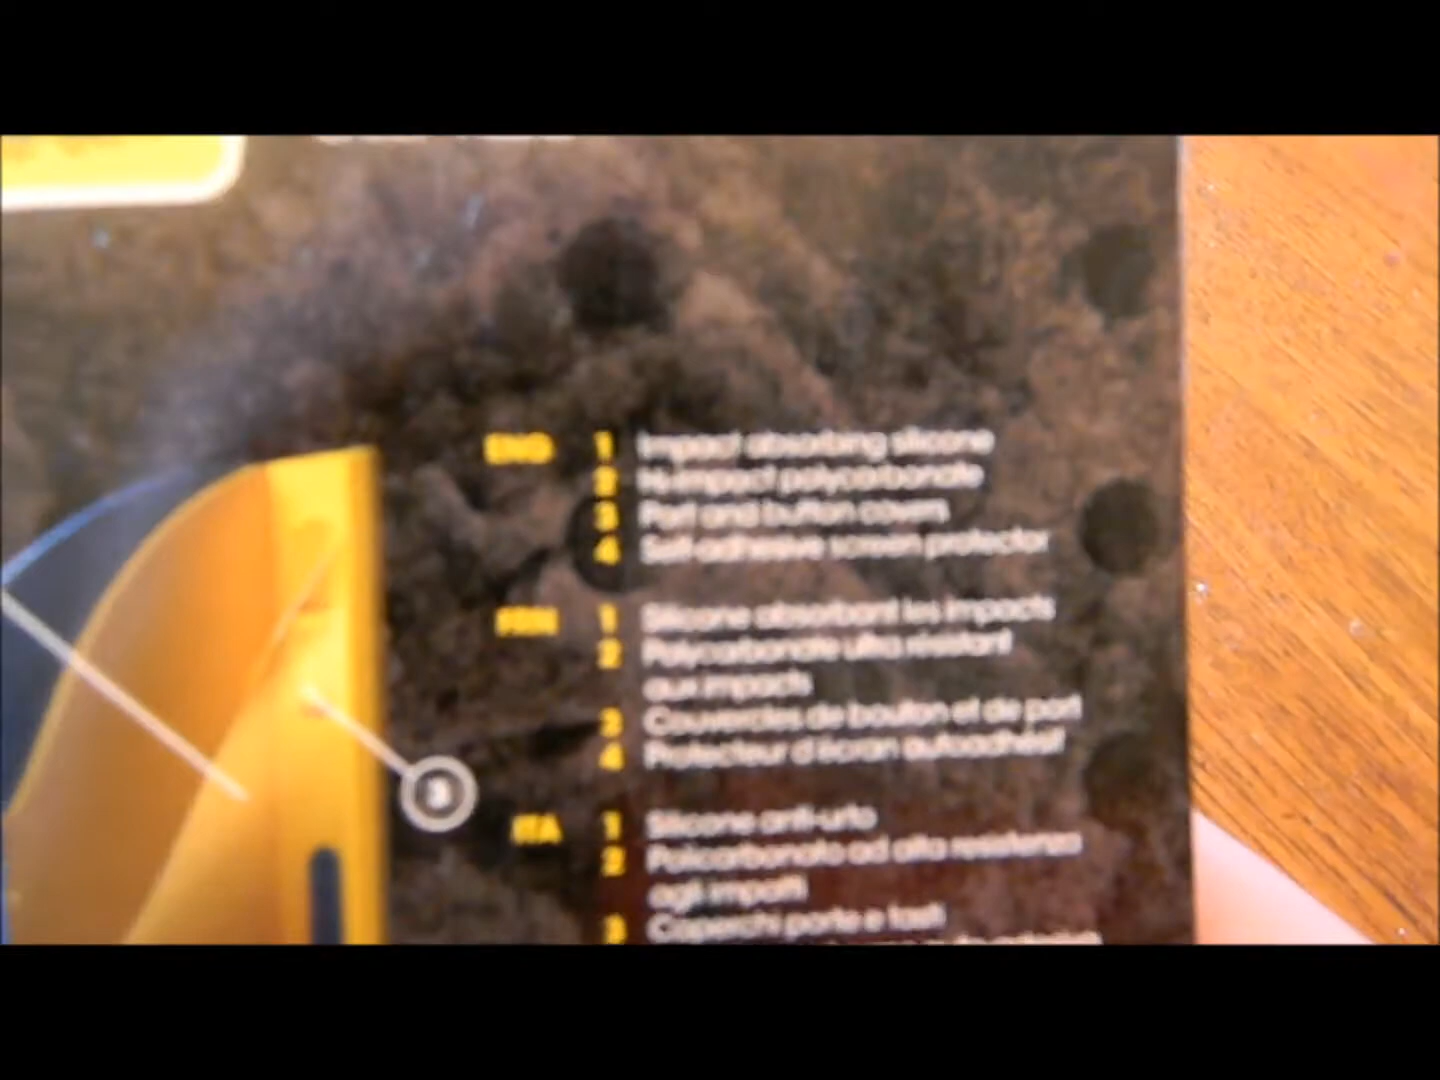 ENG 1 Impact absorbing silicone
2 Hi-impact polycarbonate
3 Port and button covers
4 Self-adhesive screen protector
FRN 1 Silicone absorbant les impacts
2 Polycarbonate ultra résistant
aux impacts
3 Couvercles de bouton et de port
4 Protecteur d'écran autoadhésif
3
ITA 1 Silicone anti-urto
2 Policarbonato ad alta resistenza
agli impatti
3 Coperchi porte e tasti